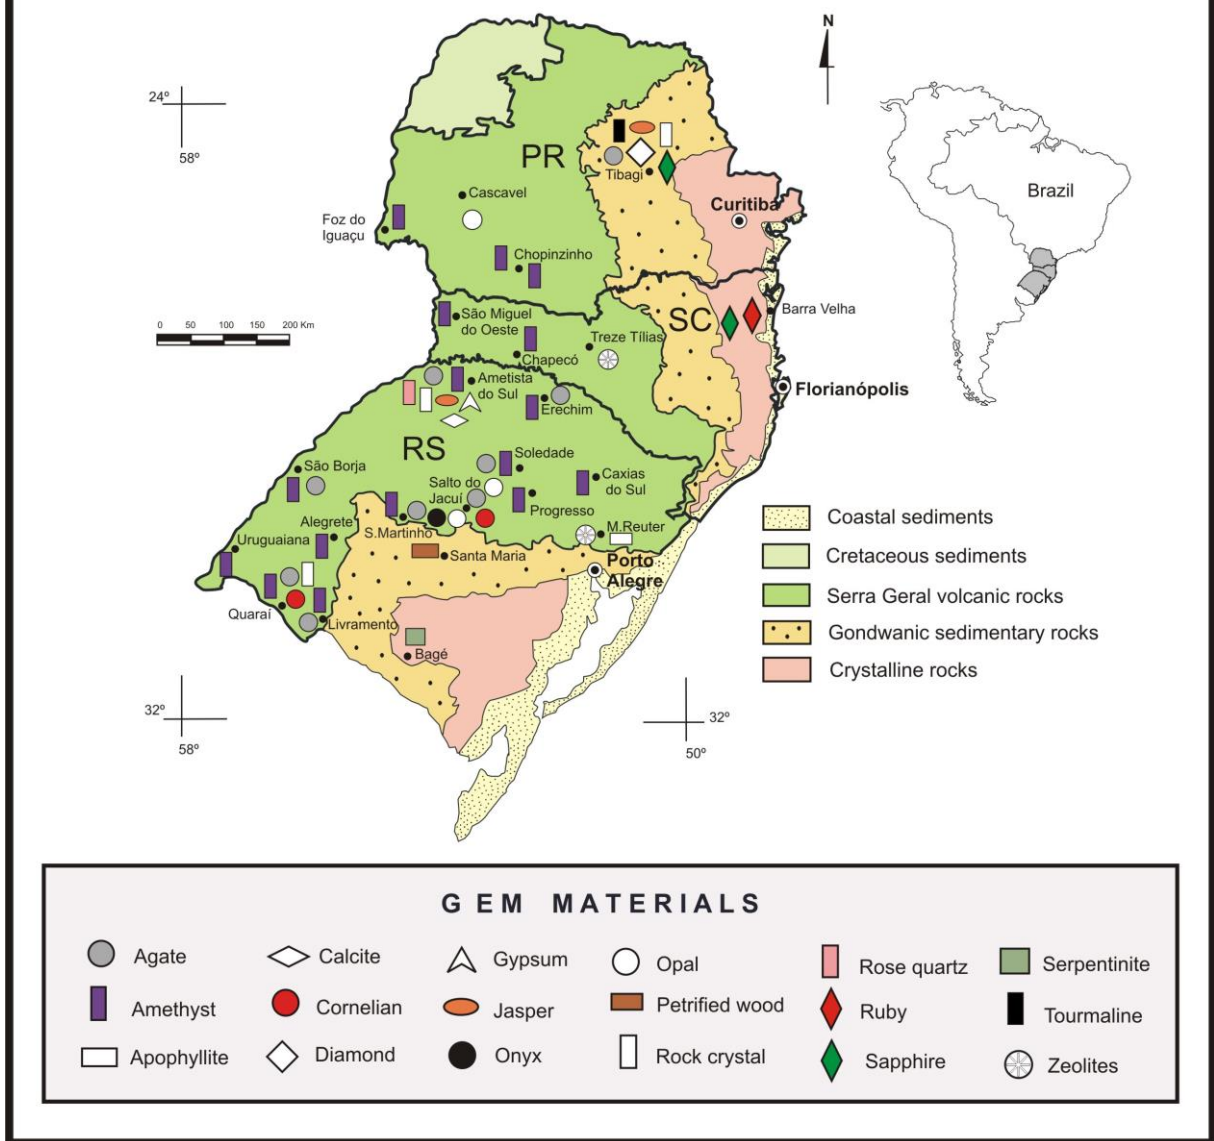 N
24º
58º
PR
Tibagi
Cascavel
Curitiba
Foz do
Iguaçu
Chopinzinho
Brazil
0 50 100 150 200 Km
São Miguel
do Oeste
SC
Barra Velha
Treze Tílias
Chapecó
Ametista
do Sul
Florianópolis
Erechim
RS
Soledade
São Borja
Salto do
Jacuí
Caxias
do Sul
Progresso
Alegrete
S.Martinho
M.Reuter
Uruguaiana
Santa Maria
Porto
Alegre
Quaraí
Livramento
Bagé
Coastal sediments
Cretaceous sediments
Serra Geral volcanic rocks
Gondwanic sedimentary rocks
Crystalline rocks
32º
58º
32º
50º
GEM MATERIALS
Agate
Calcite
Gypsum
Opal
Rose quartz
Serpentinite
Amethyst
Cornelian
Jasper
Petrified wood
Ruby
Tourmaline
Apophyllite
Diamond
Onyx
Rock crystal
Sapphire
Zeolites